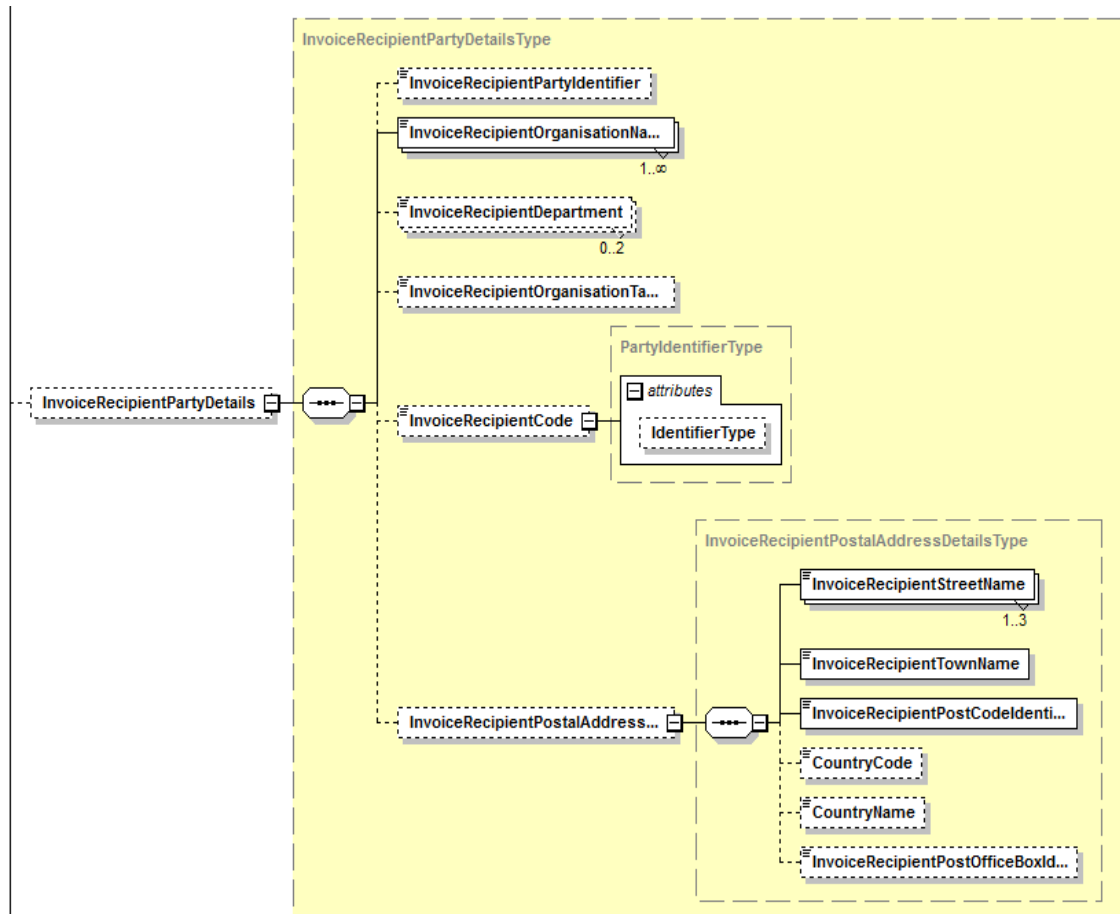 InvoiceRecipientPartyDetailsType
InvoiceRecipientPartyIdentifier
InvoiceRecipientOrganisationNa...
1..∞
InvoiceRecipientDepartment
0..2
InvoiceRecipientOrganisationTa...
PartyIdentifierType
attributes
InvoiceRecipientPartyDetails
InvoiceRecipientCode
IdentifierType
InvoiceRecipientPostalAddressDetailsType
InvoiceRecipientStreetName
1..3
InvoiceRecipientTownName
InvoiceRecipientPostalAddress...
InvoiceRecipientPostCodeIdenti...
CountryCode
CountryName
InvoiceRecipientPostOfficeBoxId...